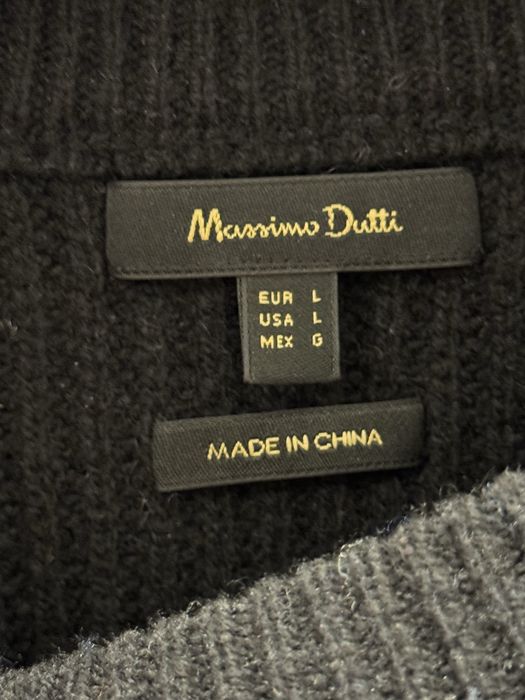 Massimo Dutti
EUR L
USA L
MEX G
MADE IN CHINA